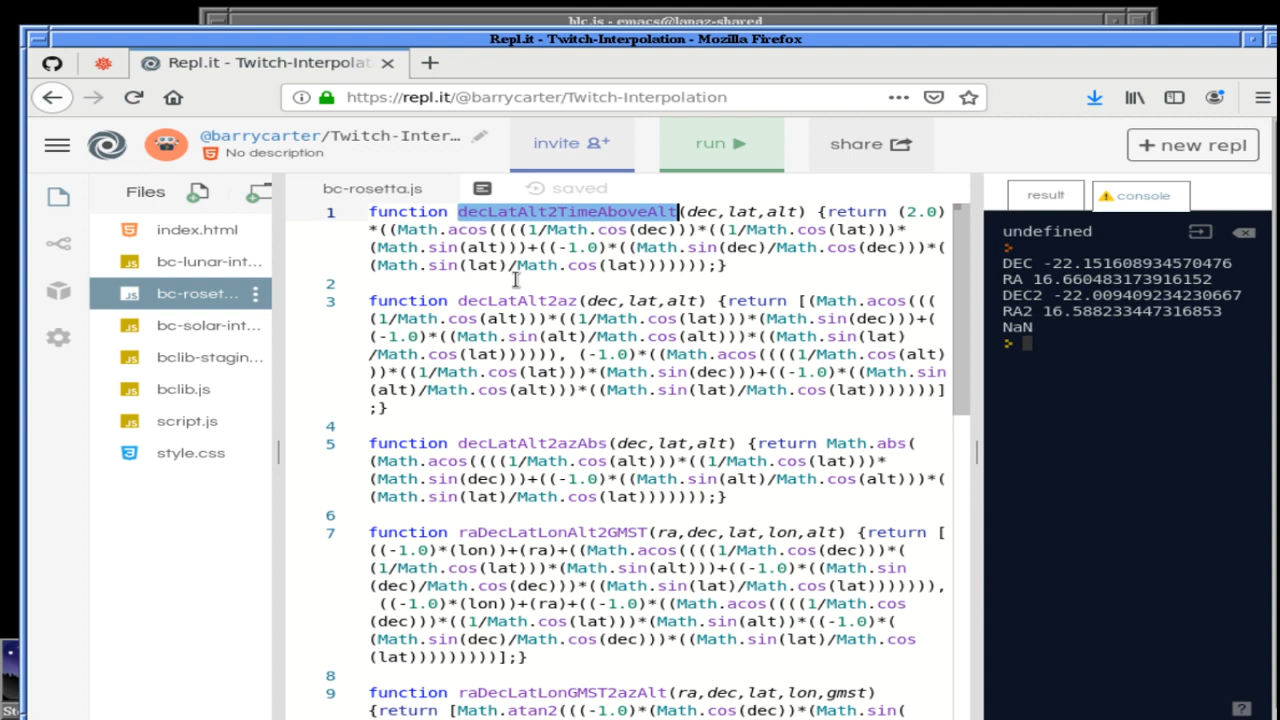 blc.js - emacs@lapaz-shared
Repl.it - Twitch-Interpolation - Mozilla Firefox
Repl.it - Twitch-Interpolat
https://repl.it/@barrycarter/Twitch-Interpolation
@barrycarter/Twitch-Inter...
No description
invite
run
share
+ new repl
Files
index.html
bc-lunar-int...
bc-roset...
bc-solar-int...
bclib-stagin...
bclib.js
script.js
style.css
bc-rosetta.js
saved
1 function decLatAlt2TimeAboveAlt(dec,lat,alt) {return (2.0)
*((Math.acos((((1/Math.cos(dec)))*((1/Math.cos(lat)))*
(Math.sin(alt)))+((-1.0)*((Math.sin(dec)/Math.cos(dec)))*(
(Math.sin(lat)/Math.cos(lat)))))));}
2
3 function decLatAlt2az(dec,lat,alt) {return [(Math.acos(((
(1/Math.cos(alt)))*((1/Math.cos(lat)))*(Math.sin(dec)))+(
(-1.0)*((Math.sin(alt)/Math.cos(alt)))*((Math.sin(lat)
/Math.cos(lat)))))), (-1.0)*((Math.acos((((1/Math.cos(alt)
))*((1/Math.cos(lat)))*(Math.sin(dec)))+((-1.0)*((Math.sin
(alt)/Math.cos(alt)))*((Math.sin(lat)/Math.cos(lat)))))))]
;}
4
5 function decLatAlt2azAbs(dec,lat,alt) {return Math.abs(
(Math.acos((((1/Math.cos(alt)))*((1/Math.cos(lat)))*
(Math.sin(dec)))+((-1.0)*((Math.sin(alt)/Math.cos(alt)))*(
(Math.sin(lat)/Math.cos(lat)))))));}
6
7 function raDecLatLonAlt2GMST(ra,dec,lat,lon,alt) {return [
((-1.0)*(lon))+(ra)+((Math.acos((((1/Math.cos(dec)))*(
(1/Math.cos(lat)))*(Math.sin(alt)))+((-1.0)*((Math.sin
(dec)/Math.cos(dec)))*((Math.sin(lat)/Math.cos(lat))))))),
((-1.0)*(lon))+(ra)+((-1.0)*((Math.acos((((1/Math.cos
(dec)))*((1/Math.cos(lat)))*(Math.sin(alt)))+((-1.0)*(
(Math.sin(dec)/Math.cos(dec)))*((Math.sin(lat)/Math.cos
(lat)))))))))];}
8
9 function raDecLatLonGMST2azAlt(ra,dec,lat,lon,gmst)
{return [Math.atan2(((-1.0)*(Math.cos(dec))*(Math.sin(
result
console
undefined
DEC -22.151608934570476
RA 16.660483173916152
DEC2 -22.009409234230667
RA2 16.588233447316853
NaN